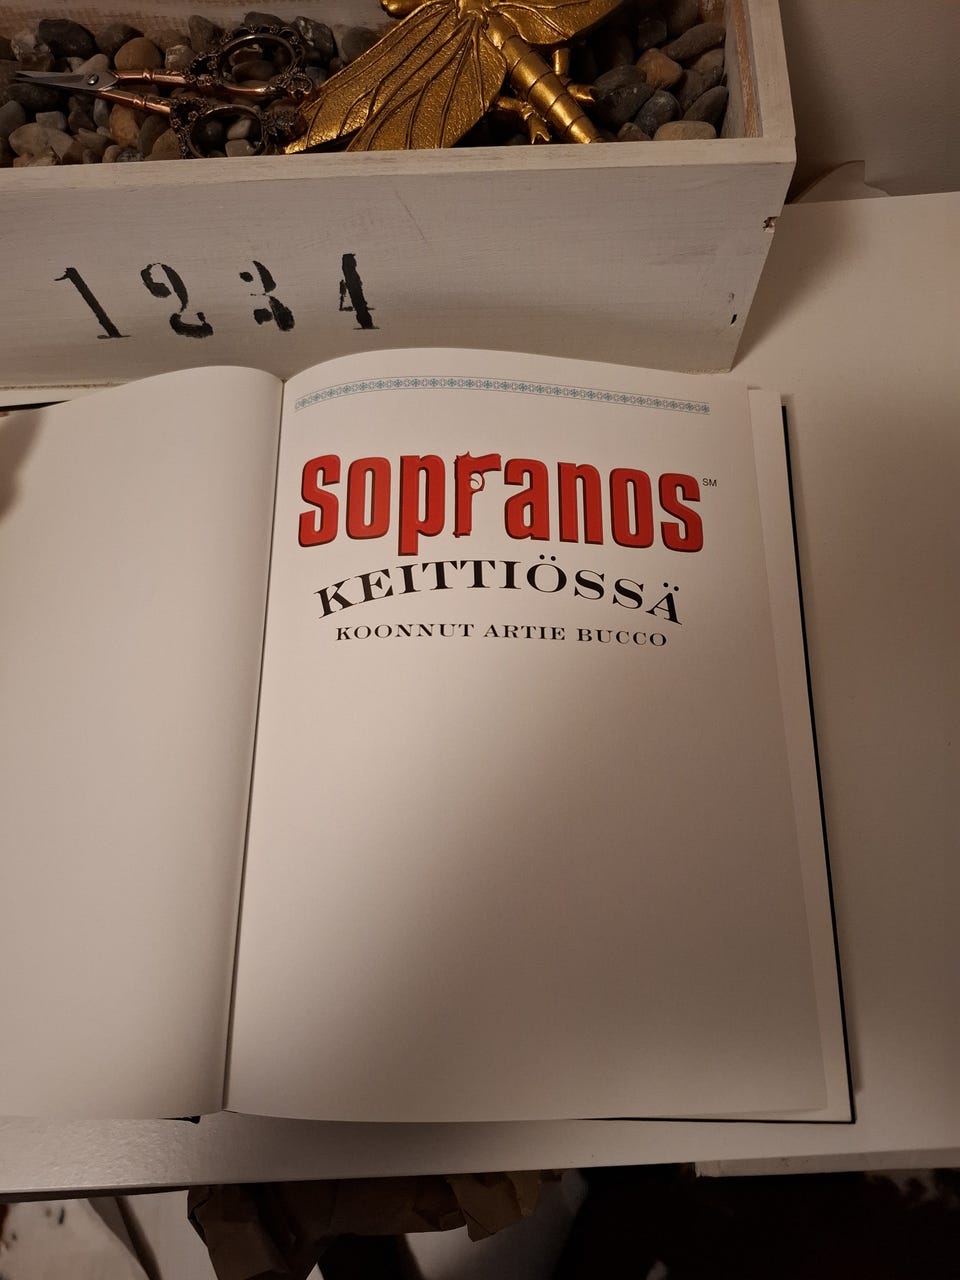 1234
Sopranos SM
KEITTIÖSSÄ
KOONNUT ARTIE BUCCO